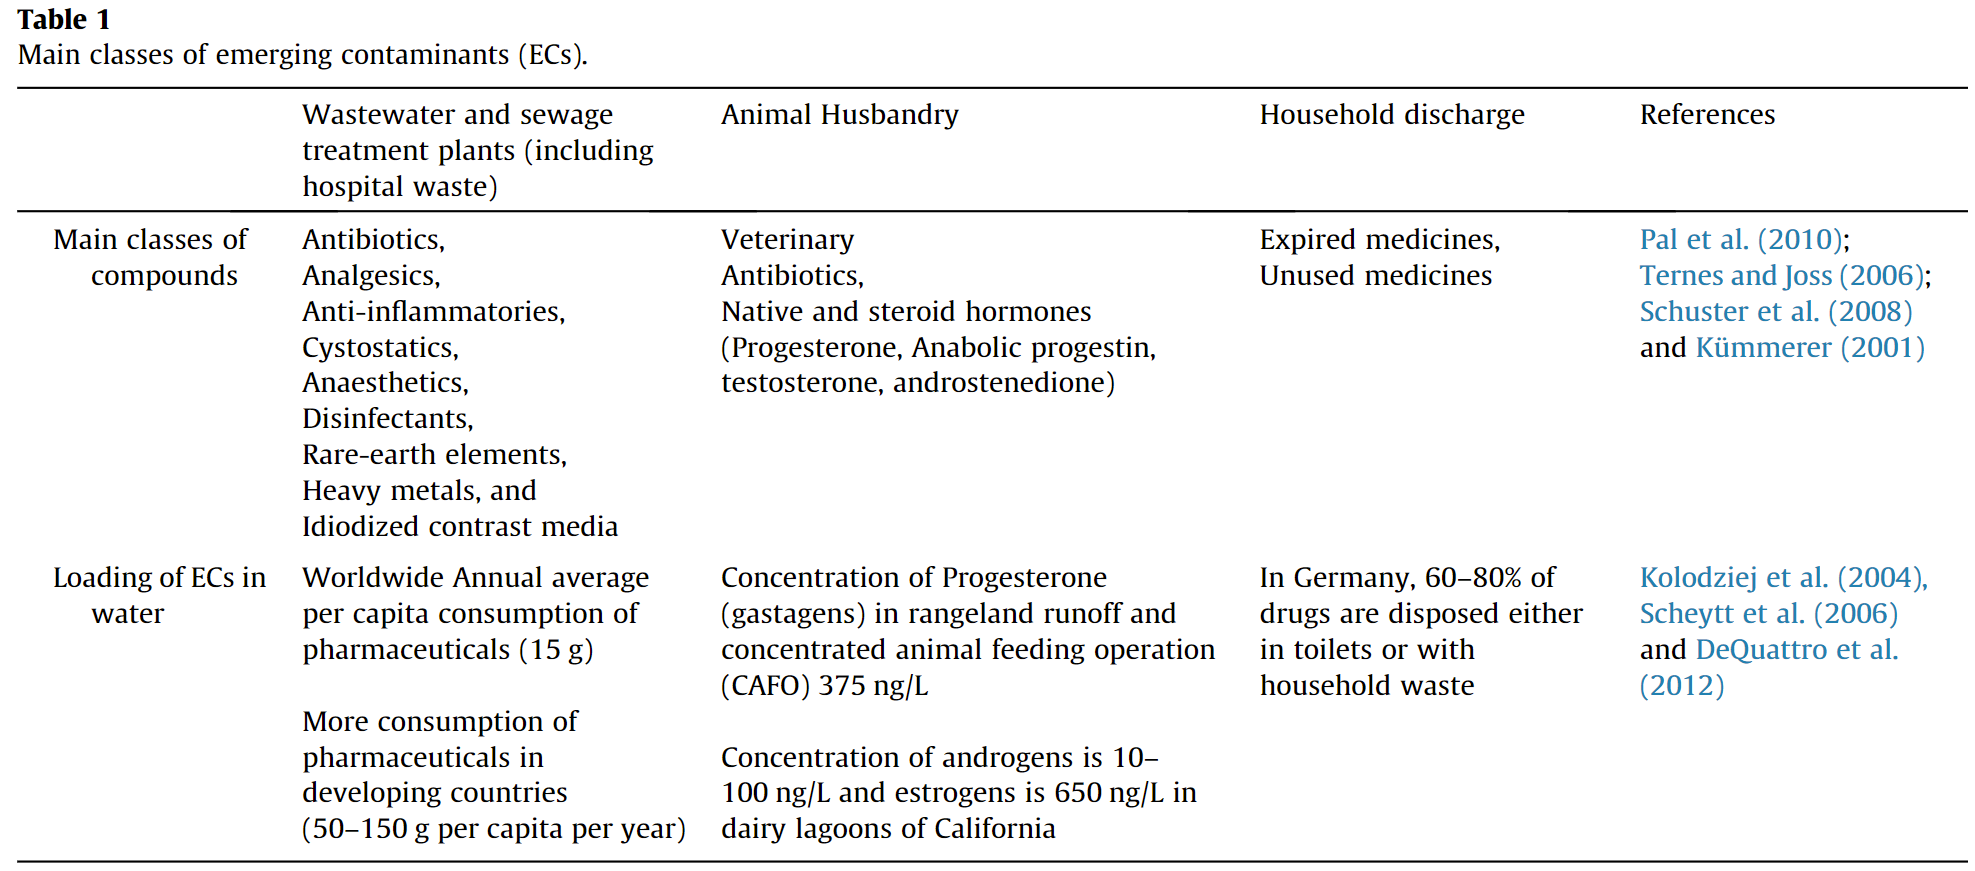 Table 1
Main classes of emerging contaminants (ECs).
Wastewater and sewage
treatment plants (including
hospital waste)
Animal Husbandry
Household discharge
References
Main classes of
compounds
Antibiotics,
Analgesics,
Anti-inflammatories,
Cystostatics,
Anaesthetics,
Disinfectants,
Rare-earth elements,
Heavy metals, and
Idiodized contrast media
Veterinary
Antibiotics,
Native and steroid hormones
(Progesterone, Anabolic progestin,
testosterone, androstenedione)
Expired medicines,
Unused medicines
Pal et al. (2010);
Ternes and Joss (2006);
Schuster et al. (2008)
and Kümmerer (2001)
Loading of ECs in
water
Worldwide Annual average
per capita consumption of
pharmaceuticals (15 g)
More consumption of
pharmaceuticals in
developing countries
(50–150 g per capita per year)
Concentration of Progesterone
(gastagens) in rangeland runoff and
concentrated animal feeding operation
(CAFO) 375 ng/L
Concentration of androgens is 10–
100 ng/L and estrogens is 650 ng/L in
dairy lagoons of California
In Germany, 60–80% of
drugs are disposed either
in toilets or with
household waste
Kolodziej et al. (2004),
Scheytt et al. (2006)
and DeQuattro et al.
(2012)